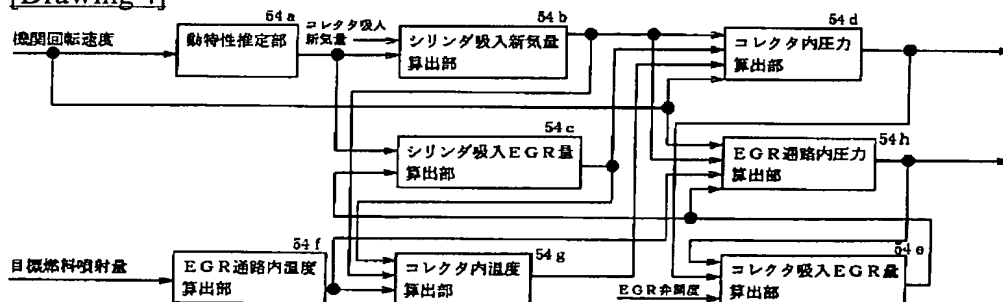 [Drawing 4]
機関回転速度
54a
動特性推定部
コレクタ吸入
新気量
54b
シリンダ吸入新気量
算出部
54d
コレクタ内圧力
算出部
54c
シリンダ吸入EGR量
算出部
54h
EGR通路内圧力
算出部
目標燃料噴射量
54f
EGR通路内温度
算出部
54g
コレクタ内温度
算出部
54e
コレクタ吸入EGR量
算出部
EGR弁開度